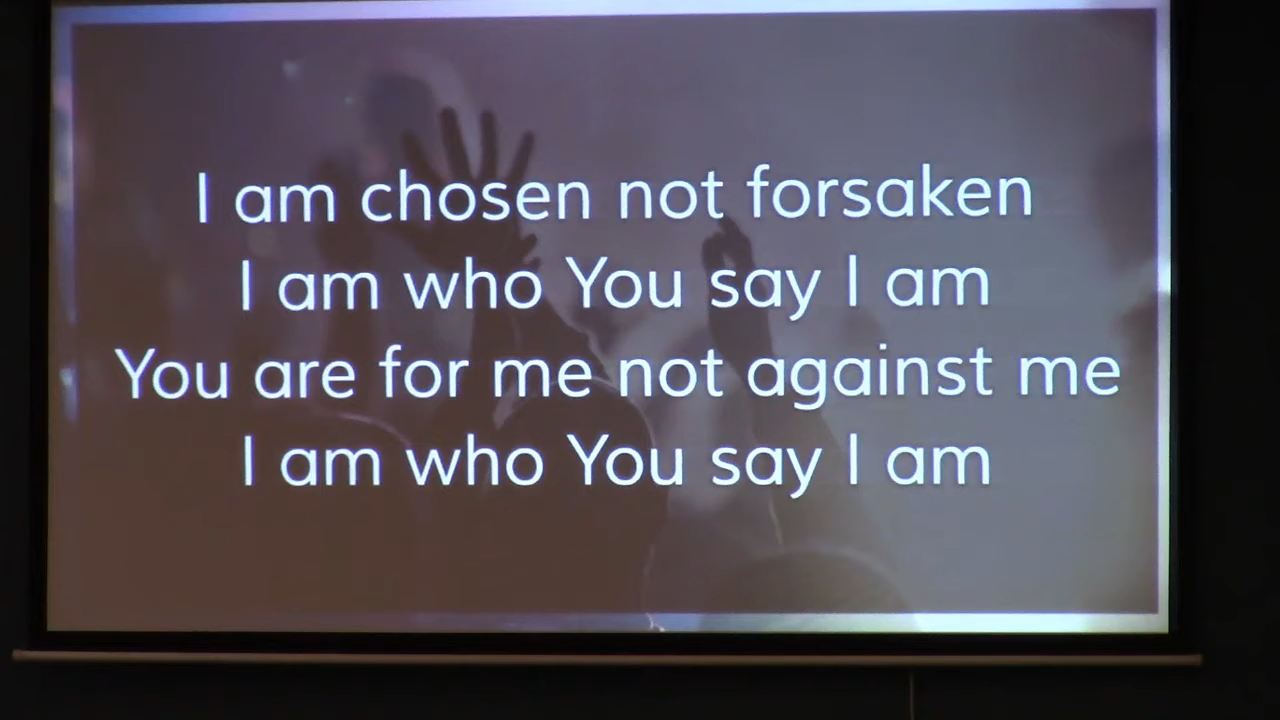 I am chosen not forsaken
I am who You say I am
You are for me not against me
I am who You say I am